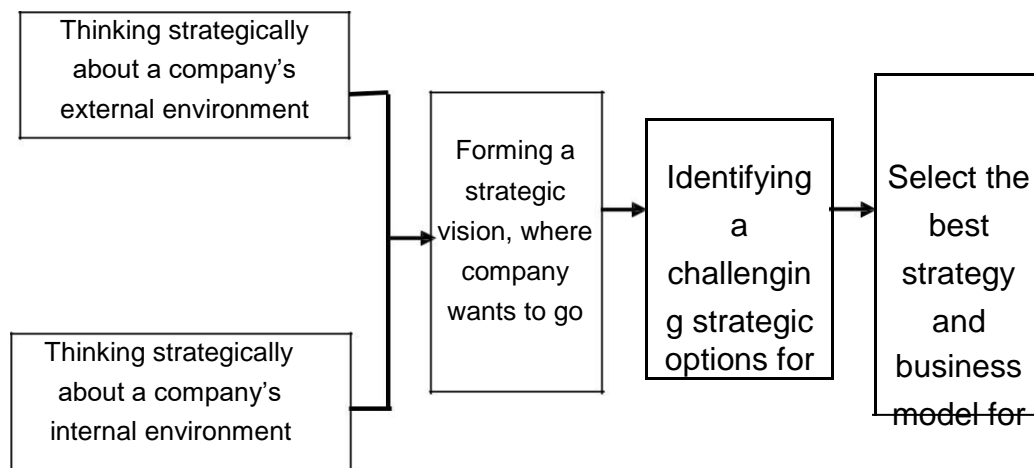 Thinking strategically
about a company’s
external environment
Thinking strategically
about a company’s
internal environment
Forming a
strategic
vision, where
company
wants to go
Identifying
a
challengin
g strategic
options for
Select the
best
strategy
and
business
model for